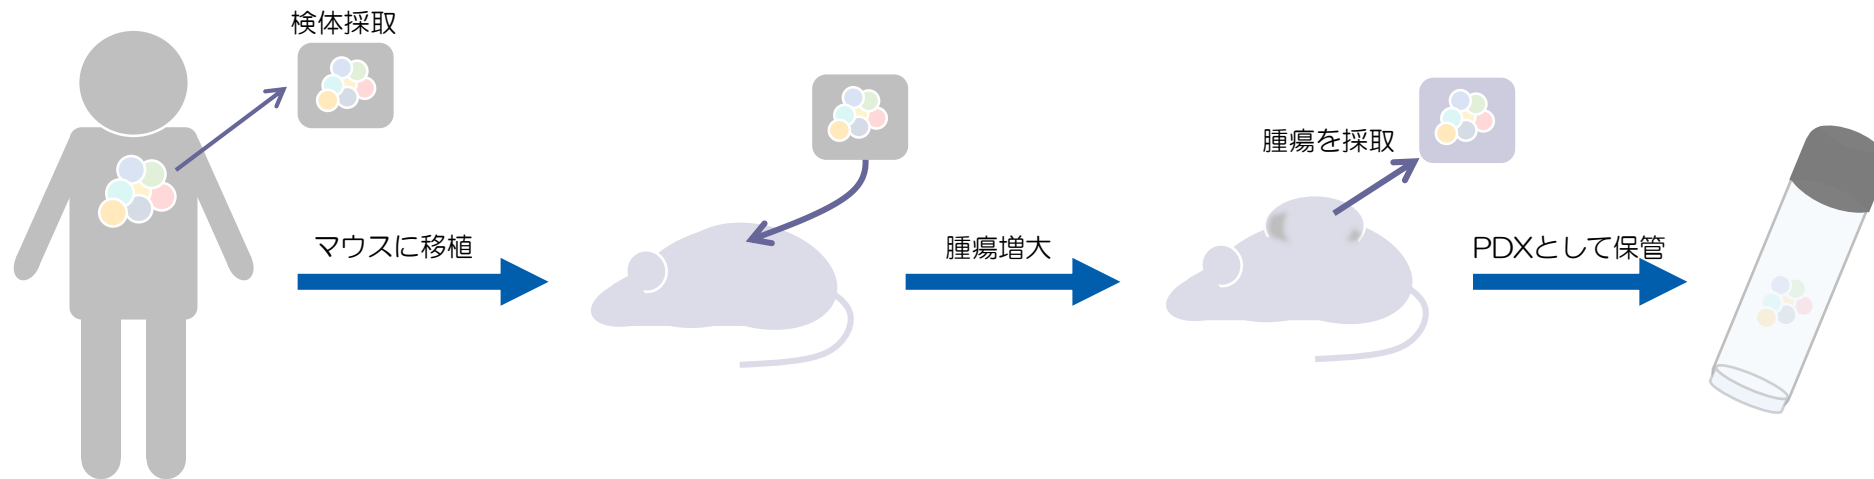 検体採取
マウスに移植
腫瘍増大
腫瘍を採取
PDXとして保管